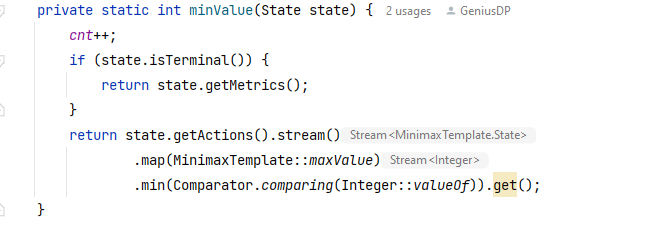 private static int minValue(State state) { 2 usages GeniusDP
cnt++;
if (state.isTerminal()) {
return state.getMetrics();
}
return state.getActions().stream() Stream<MinimaxTemplate.State>
.map(MinimaxTemplate::maxValue) Stream<Integer>
.min(Comparator.comparing(Integer::valueOf)).get();
}